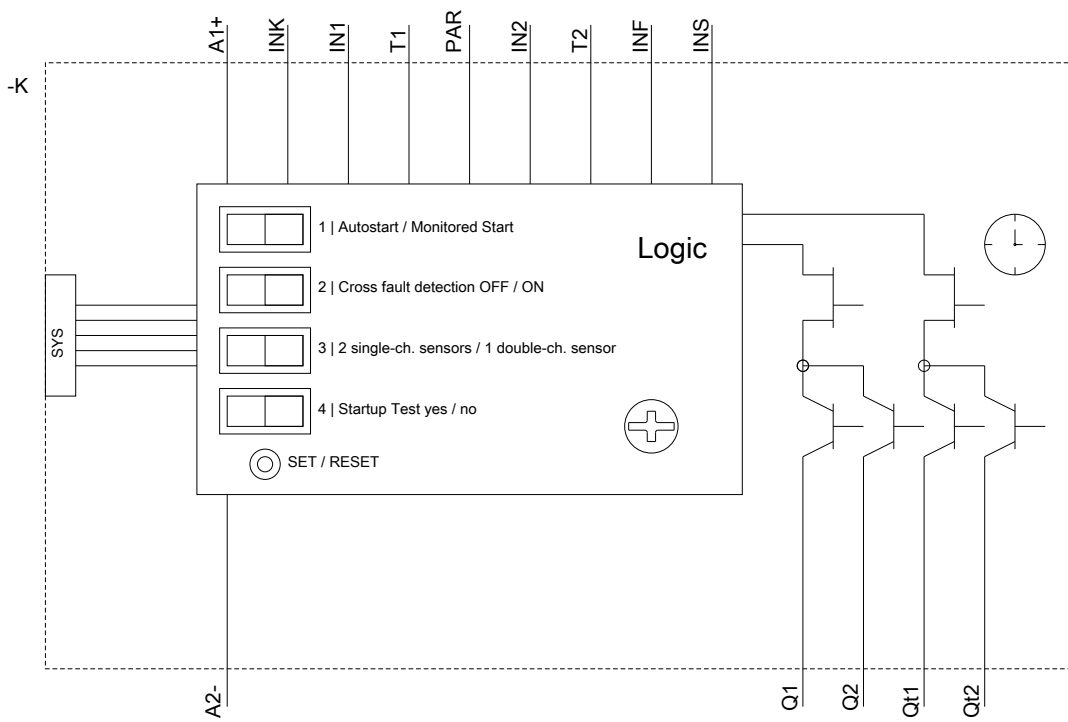 A1+
INK
IN1
T1
PAR
IN2
T2
INF
INS
-K
1 | Autostart / Monitored Start
Logic
2 | Cross fault detection OFF / ON
SYS
3 | 2 single-ch. sensors / 1 double-ch. sensor
4 | Startup Test yes / no
SET / RESET
A2-
Q1
Q2
Qt1
Qt2